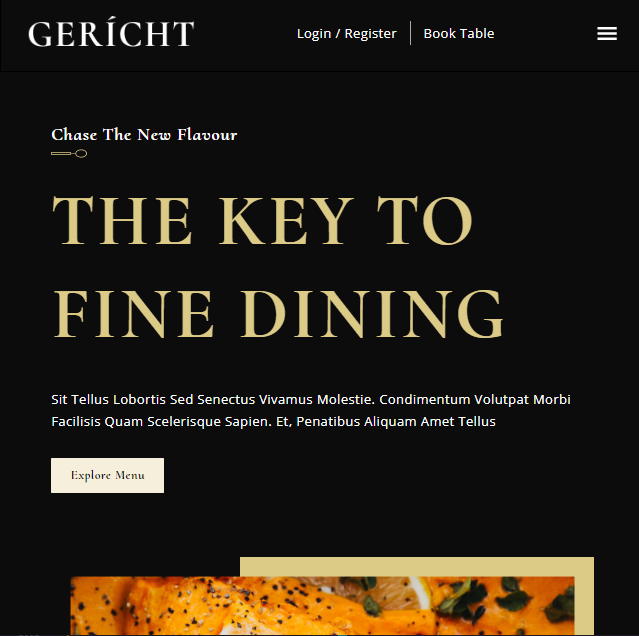 GERÍCHT
Login / Register
Book Table
Chase The New Flavour
THE KEY TO
FINE DINING
Sit Tellus Lobortis Sed Senectus Vivamus Molestie. Condimentum Volutpat Morbi
Facilisis Quam Scelerisque Sapien. Et, Penatibus Aliquam Amet Tellus
Explore Menu